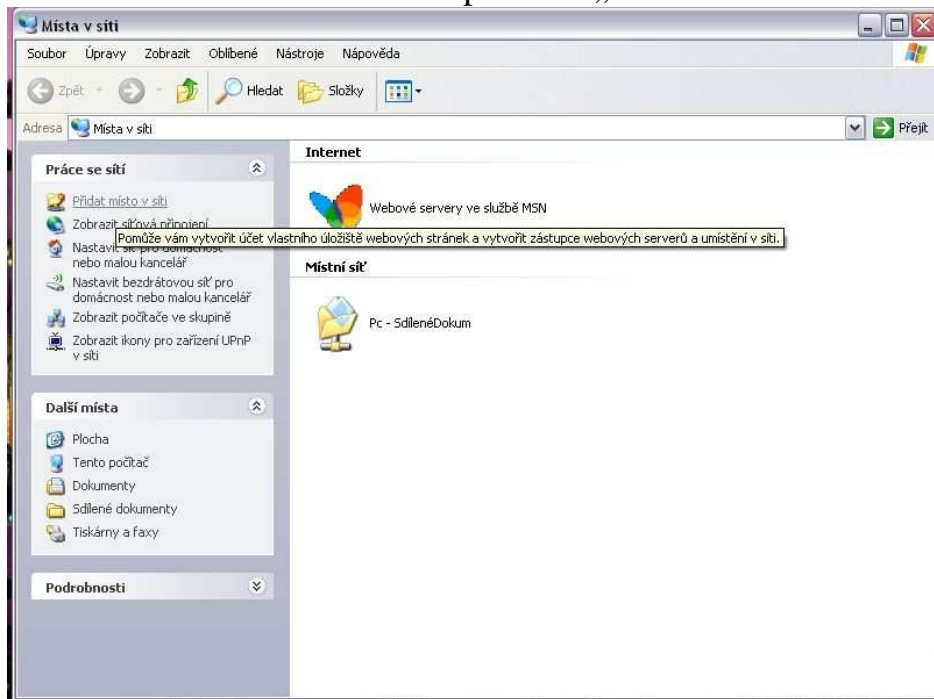 Místa v síti
Soubor Úpravy Zobrazit Oblíbené Nástroje Nápověda
Zpět Hledat Složky
Adresa Místa v síti Přejít
Práce se sítí
Přidat místo v síti
Zobrazit síťová připojení
Pomůže vám vytvořit účet vlastního úložiště webových stránek a vytvořit zástupce webových serverů a umístění v síti.
Nastavit síť pro domácnost
nebo malou kancelář
Nastavit bezdrátovou síť pro
domácnost nebo malou kancelář
Zobrazit počítače ve skupině
Zobrazit ikony pro zařízení UPnP
v síti
Další místa
Plocha
Tento počítač
Dokumenty
Sdílené dokumenty
Tiskárny a faxy
Podrobnosti
Internet
Webové servery ve službě MSN
Místní síť
Pc - SdílenéDokum